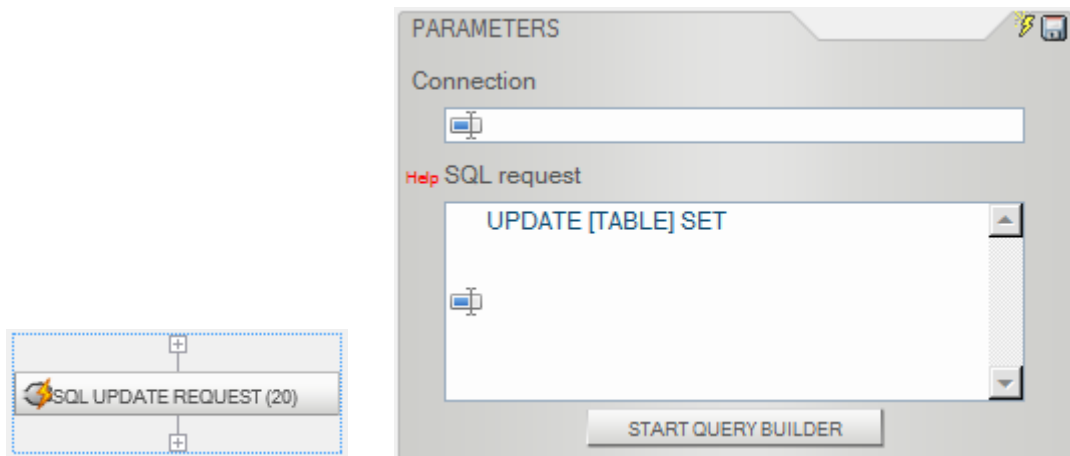 PARAMETERS
Connection
Help SQL request
UPDATE [TABLE] SET
START QUERY BUILDER
SQL UPDATE REQUEST (20)